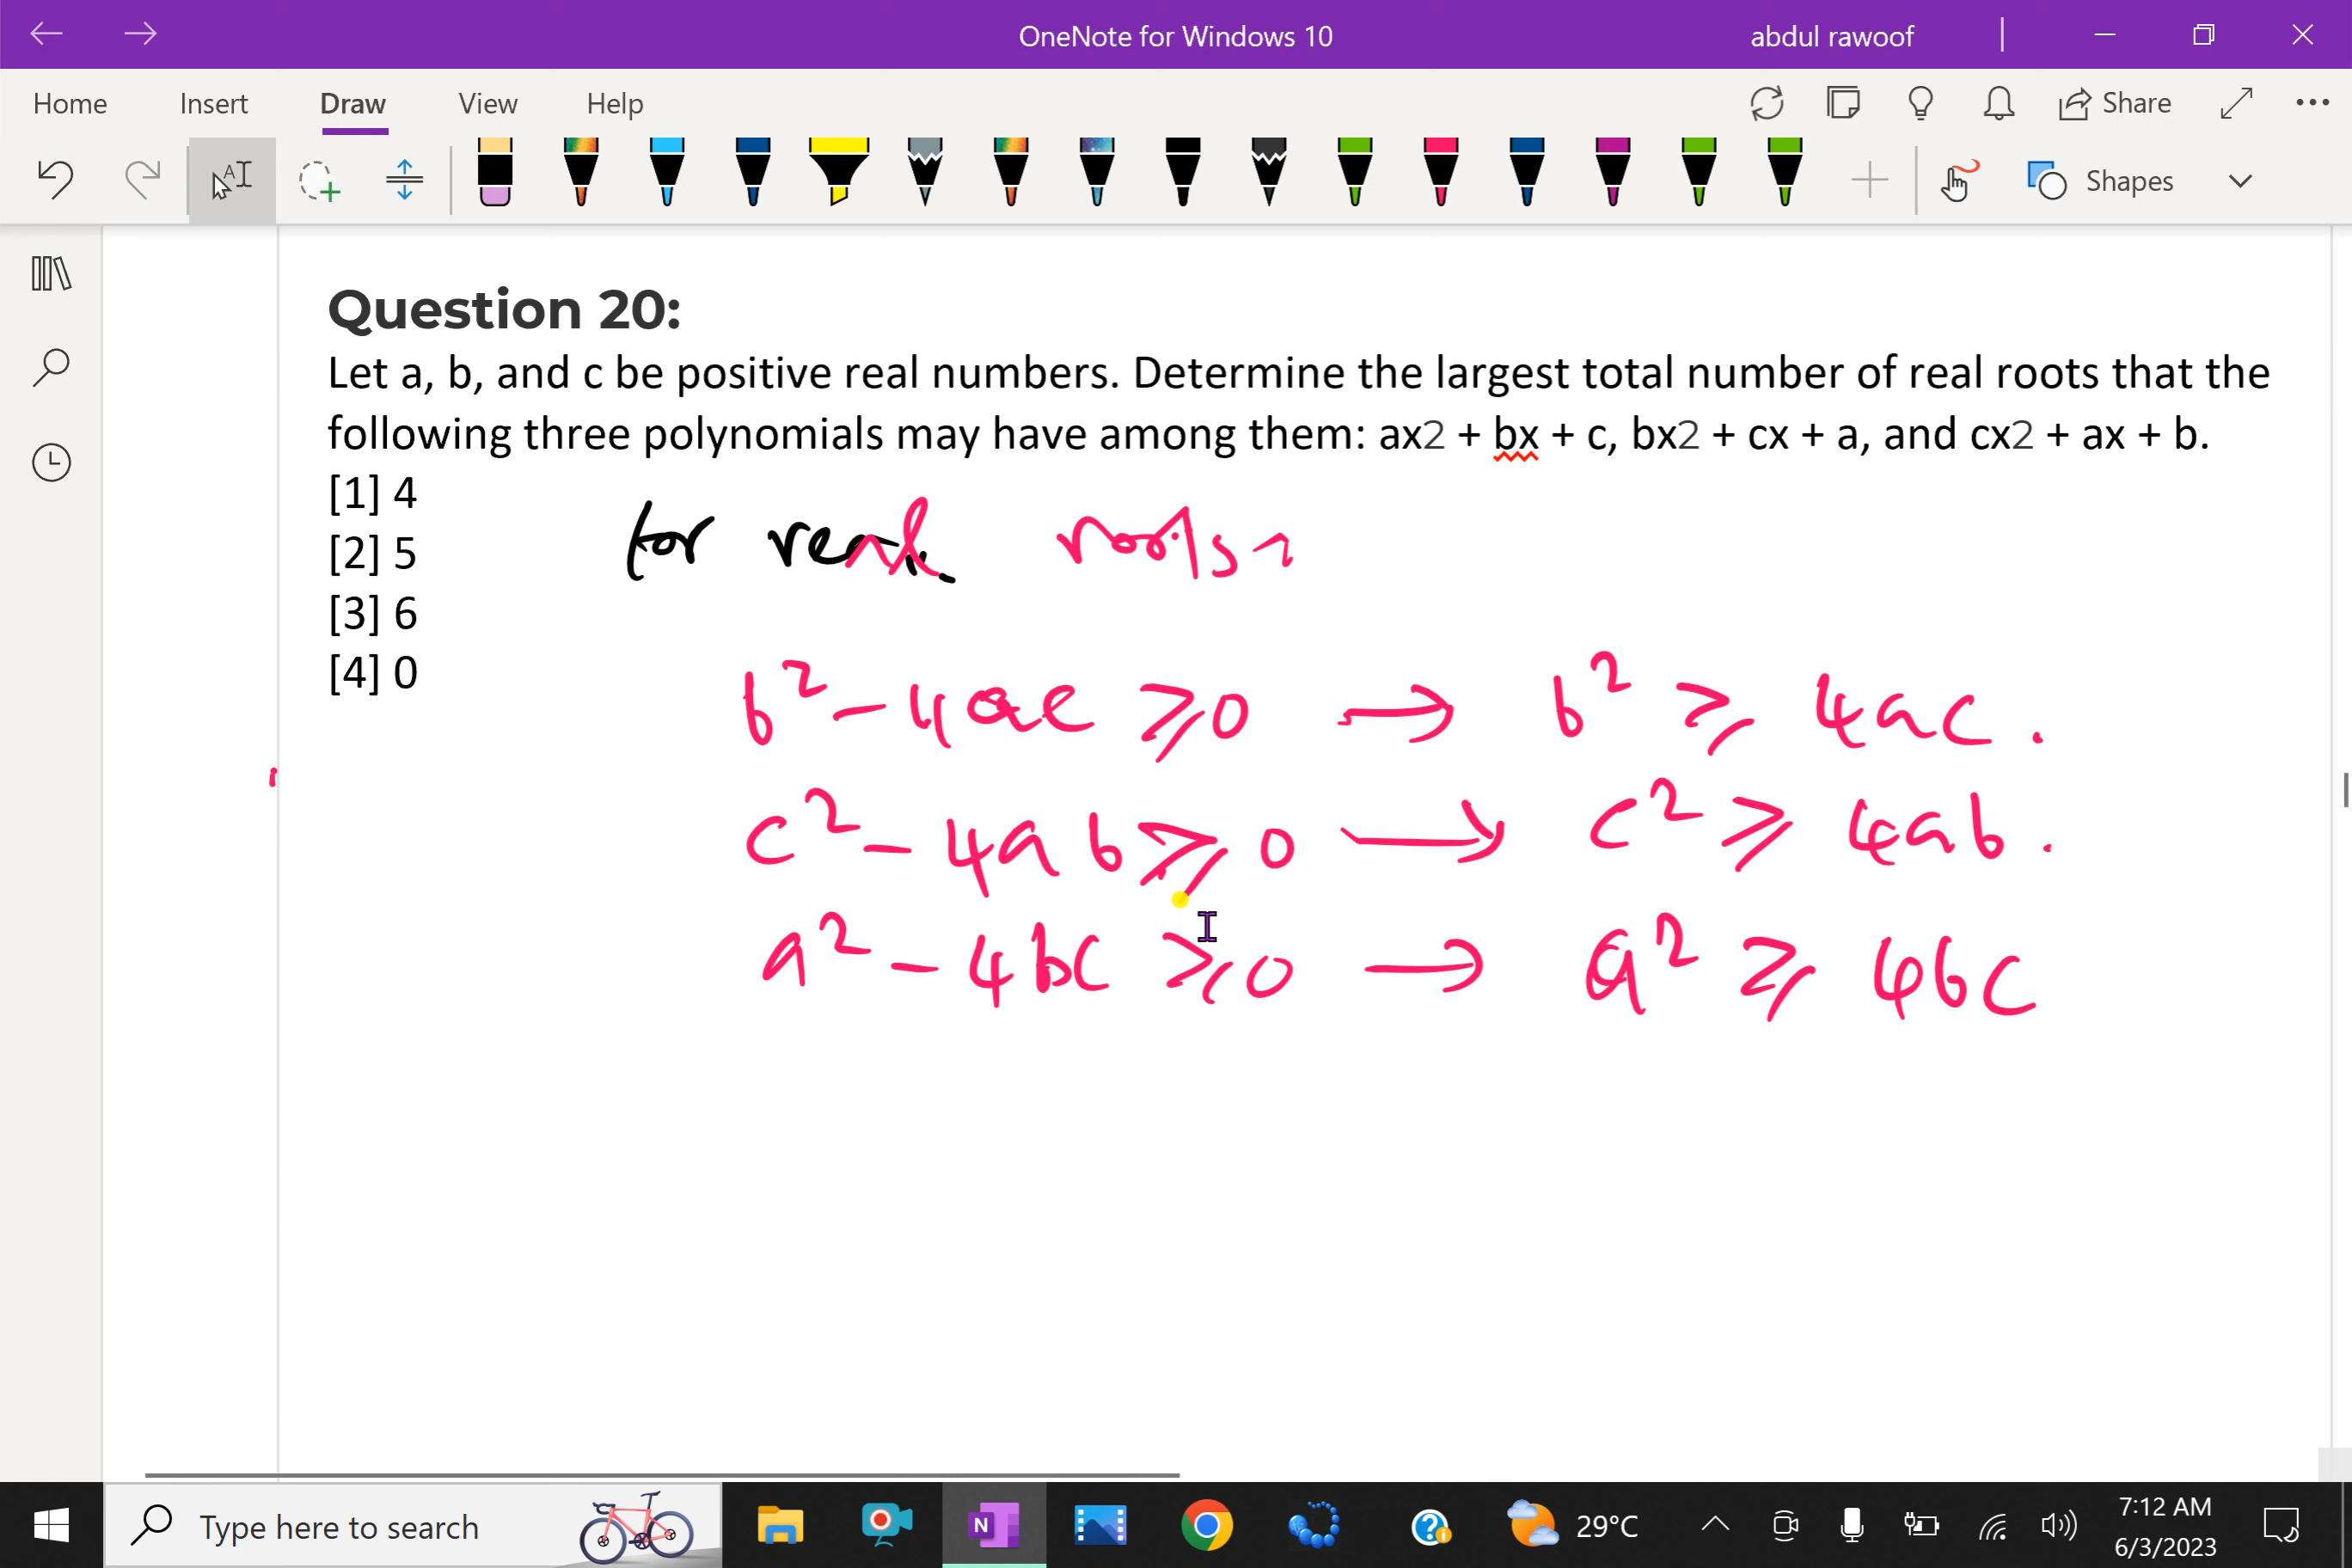 OneNote for Windows 10
abdul rawoof
Home Insert Draw View Help
Share
Shapes
Question 20:
Let a, b, and c be positive real numbers. Determine the largest total number of real roots that the
following three polynomials may have among them: ax2 + bx + c, bx2 + cx + a, and cx2 + ax + b.
[1] 4
[2] 5
[3] 6
[4] 0
for real roots
b² - 4ac ⩾ 0 → b² ⩾ 4ac.
c² - 4ab ⩾ 0 → c² ⩾ 4ab.
a² - 4bc ⩾ 0 → a² ⩾ 4bc
Type here to search
29°C
7:12 AM
6/3/2023